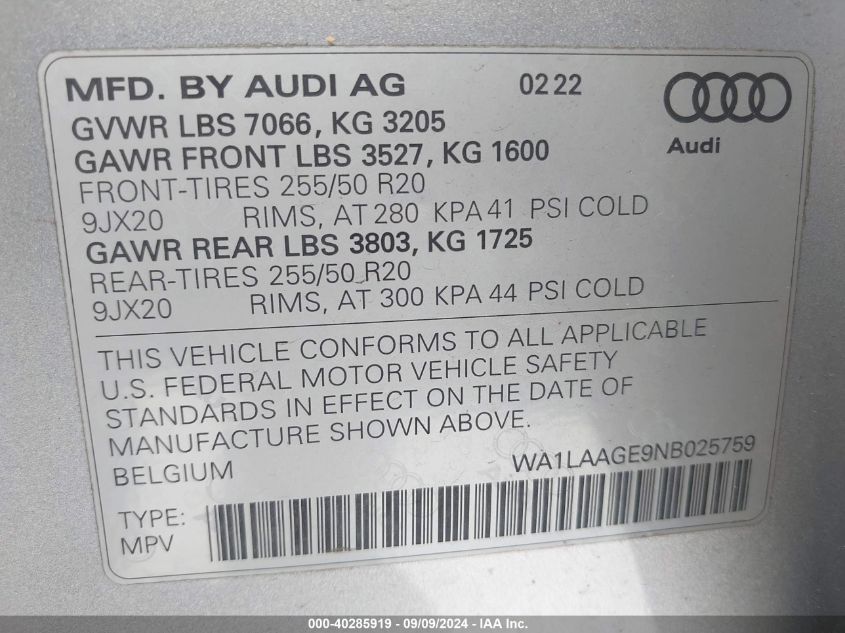 MFD. BY AUDI AG 02 22
Audi
GVWR LBS 7066, KG 3205
GAWR FRONT LBS 3527, KG 1600
FRONT-TIRES 255/50 R20
9JX20 RIMS, AT 280 KPA 41 PSI COLD
GAWR REAR LBS 3803, KG 1725
REAR-TIRES 255/50 R20
9JX20 RIMS, AT 300 KPA 44 PSI COLD
THIS VEHICLE CONFORMS TO ALL APPLICABLE
U.S. FEDERAL MOTOR VEHICLE SAFETY
STANDARDS IN EFFECT ON THE DATE OF
MANUFACTURE SHOWN ABOVE.
BELGIUM WA1LAAGE9NB025759
TYPE:
MPV
000-40285919 - 09/09/2024 - IAA Inc.